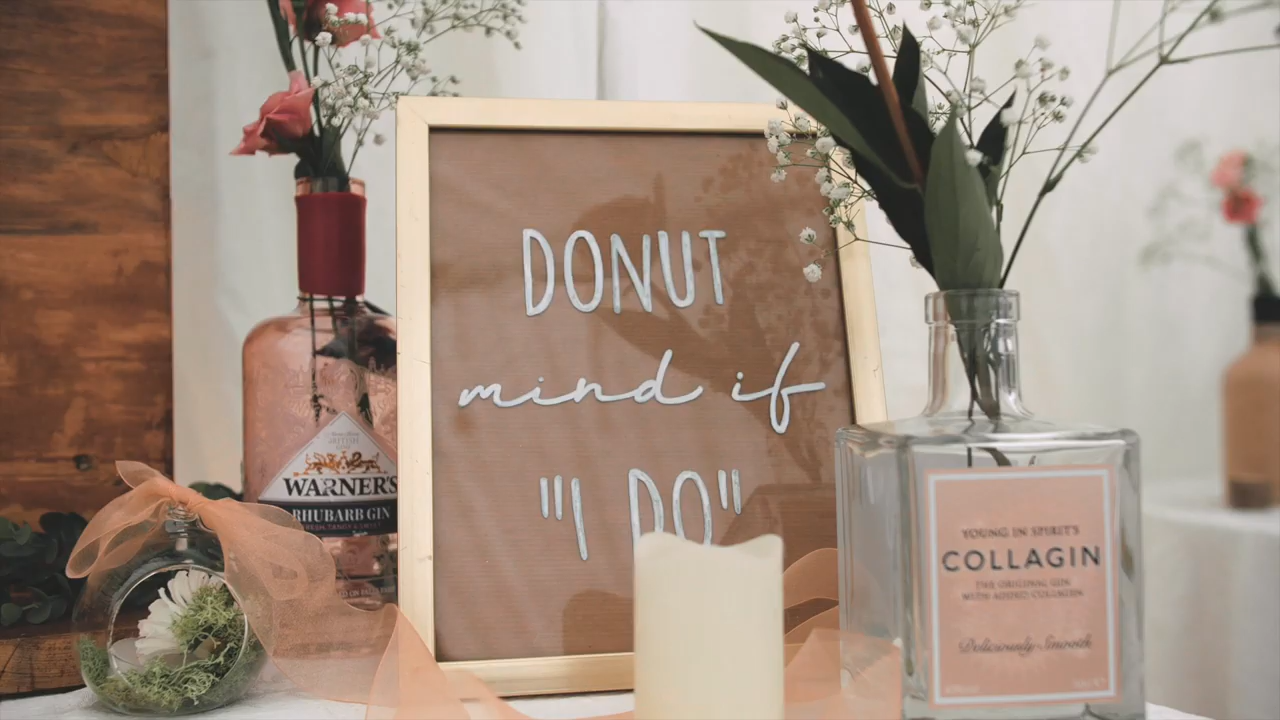 DONUT
mind if
"I DO"
WARNER'S
RHUBARB GIN
YOUNG IN SPIRIT'S
COLLAGIN
THE ORIGINAL GIN
WITH ADDED COLLAGEN
Deliciously Smooth